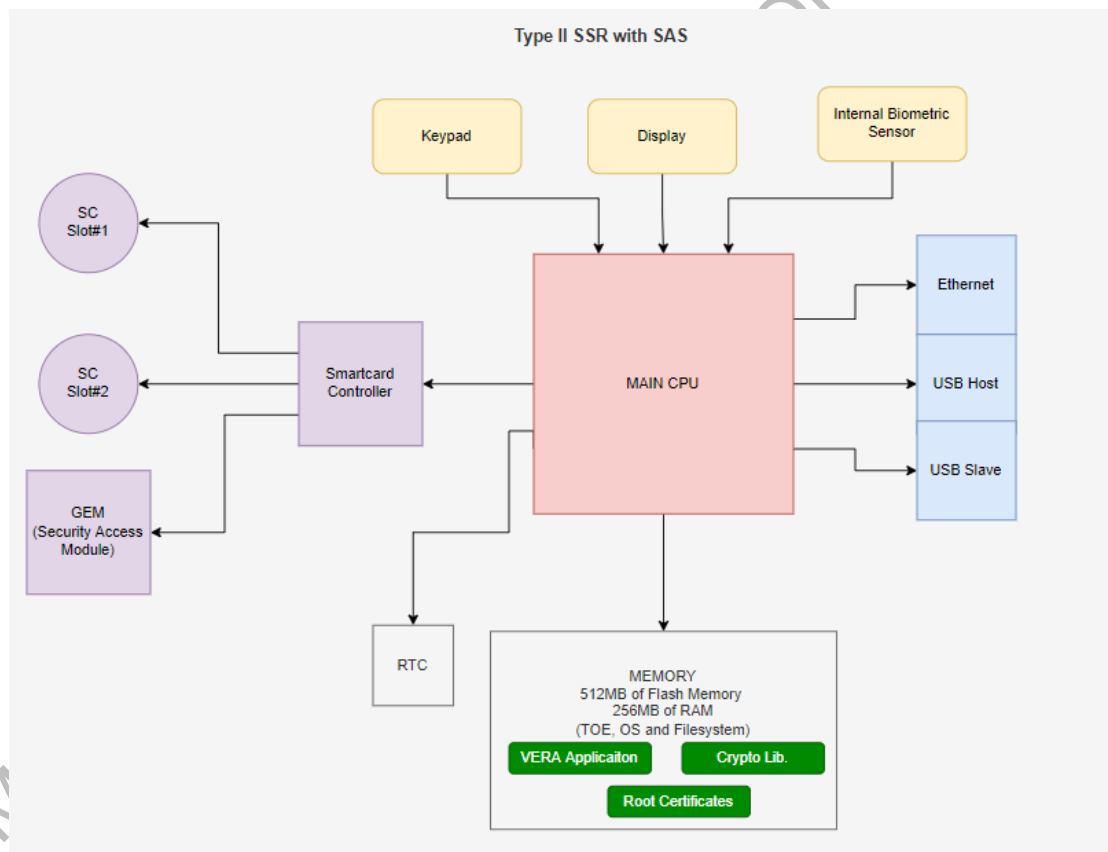 Type II SSR with SAS
Keypad
Display
Internal Biometric
Sensor
SC
Slot#1
SC
Slot#2
Smartcard
Controller
MAIN CPU
Ethernet
USB Host
USB Slave
GEM
(Security Access
Module)
RTC
MEMORY
512MB of Flash Memory
256MB of RAM
(TOE, OS and Filesystem)
VERA Applicaiton
Crypto Lib.
Root Certificates